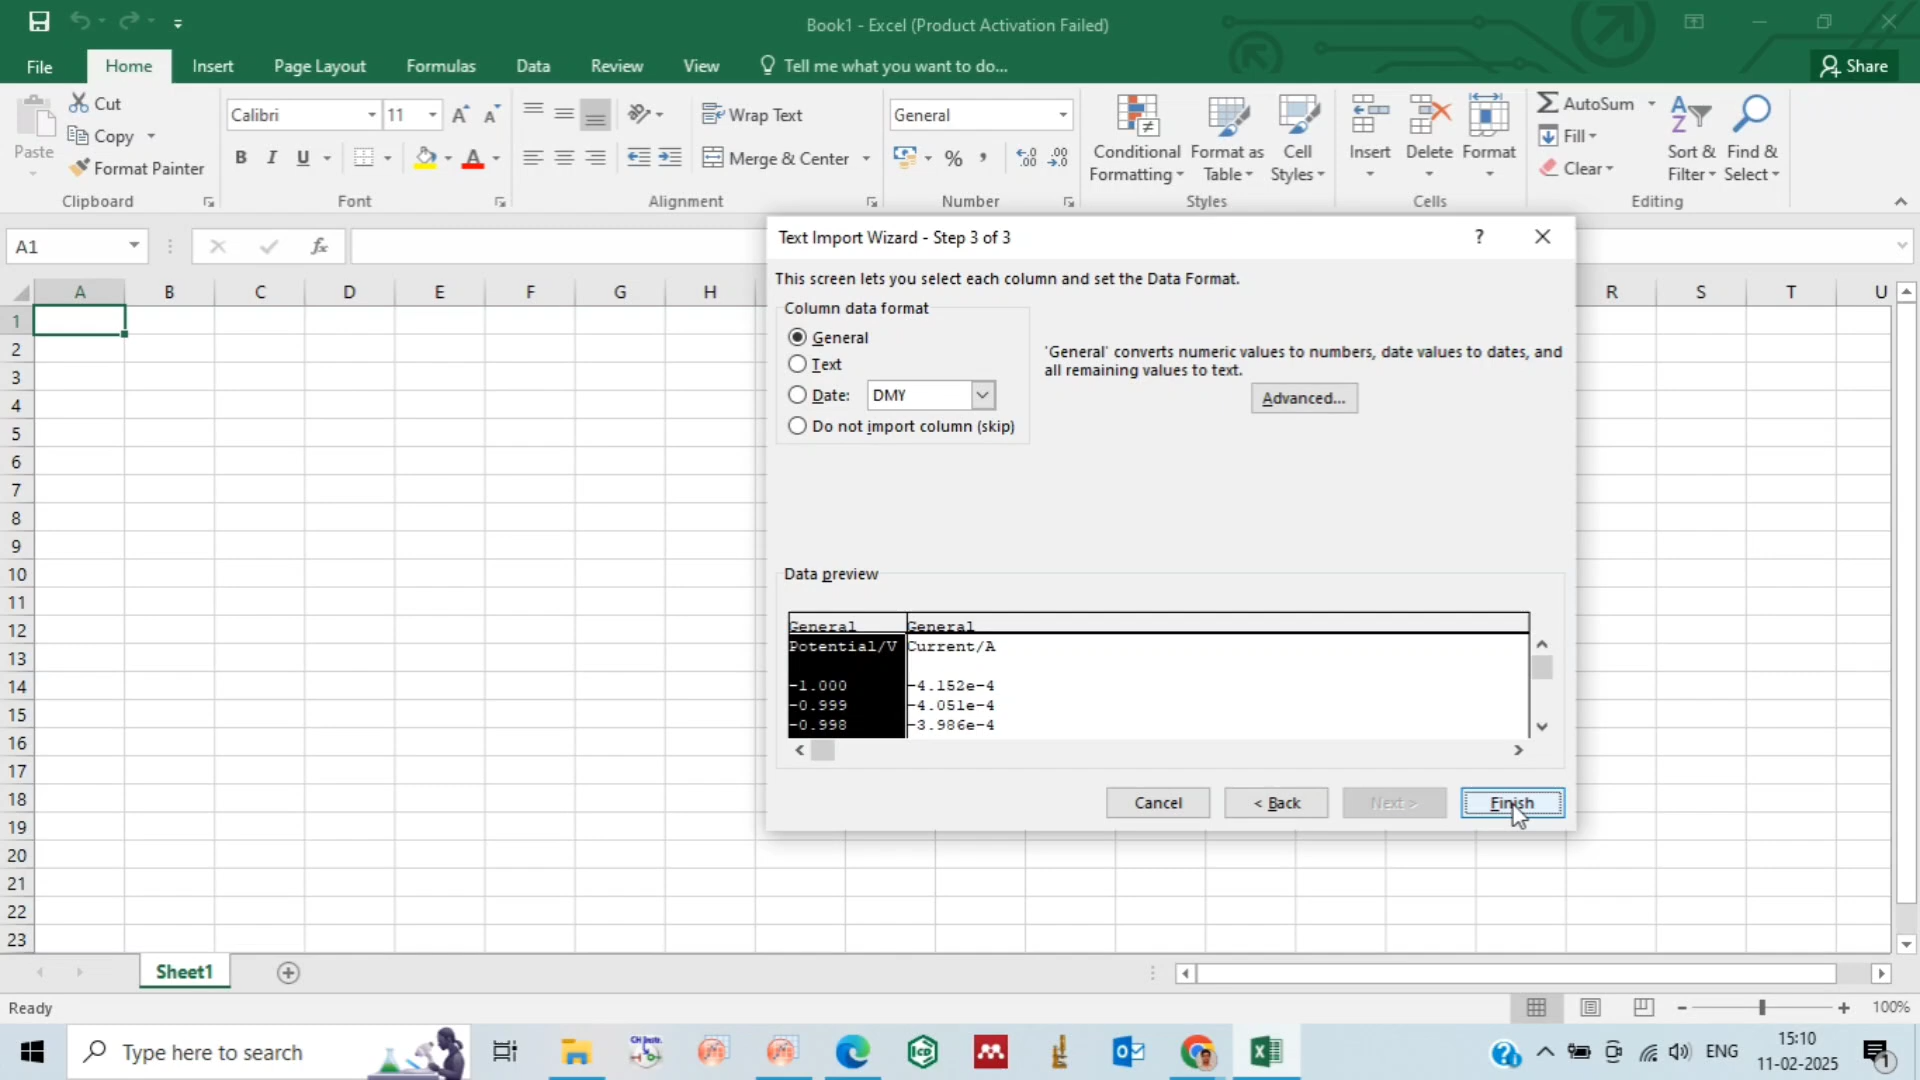 Book1 - Excel (Product Activation Failed)
File Home Insert Page Layout Formulas Data Review View Tell me what you want to do... Share
Paste Cut Copy Format Painter Clipboard
Calibri 11 B I U A Font
Wrap Text Merge & Center Alignment
General % , Number
Conditional Formatting Format as Table Cell Styles Styles
Insert Delete Format Cells
AutoSum Fill Clear Sort & Filter Find & Select Editing
A1 fx
A B C D E F G H R S T U
1
2
3
4
5
6
7
8
9
10
11
12
13
14
15
16
17
18
19
20
21
22
23
Text Import Wizard - Step 3 of 3 ?
This screen lets you select each column and set the Data Format.
Column data format
General
Text
Date: DMY
Do not import column (skip)
'General' converts numeric values to numbers, date values to dates, and
all remaining values to text.
Advanced...
Data preview
General General
Potential/V Current/A
-1.000 -4.152e-4
-0.999 -4.051e-4
-0.998 -3.986e-4
Cancel < Back Next > Finish
Sheet1
Ready 100%
Type here to search
CH Instr.
ENG 15:10
11-02-2025
1